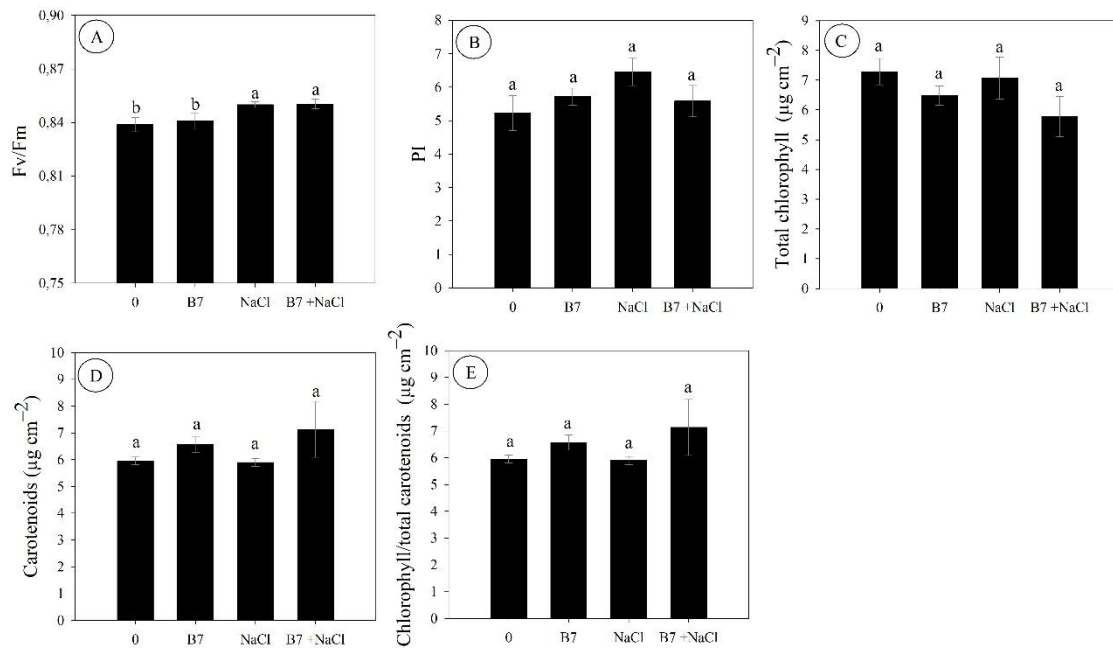 A
Fv/Fm
0,90
0,87
0,84
0,81
0,78
0,75
b
b
a
a
0
B7
NaCl
B7 +NaCl
B
PI
8
7
6
5
4
3
2
1
0
a
a
a
a
0
B7
NaCl
B7 +NaCl
C
Total chlorophyll (µg cm−2)
9
8
7
6
5
4
3
2
1
0
a
a
a
a
0
B7
NaCl
B7 +NaCl
D
Carotenoids (µg cm−2)
10
9
8
7
6
5
4
3
2
1
0
a
a
a
a
0
B7
NaCl
B7 +NaCl
E
Chlorophyll/total carotenoids (µg cm−2)
10
9
8
7
6
5
4
3
2
1
0
a
a
a
a
0
B7
NaCl
B7 +NaCl